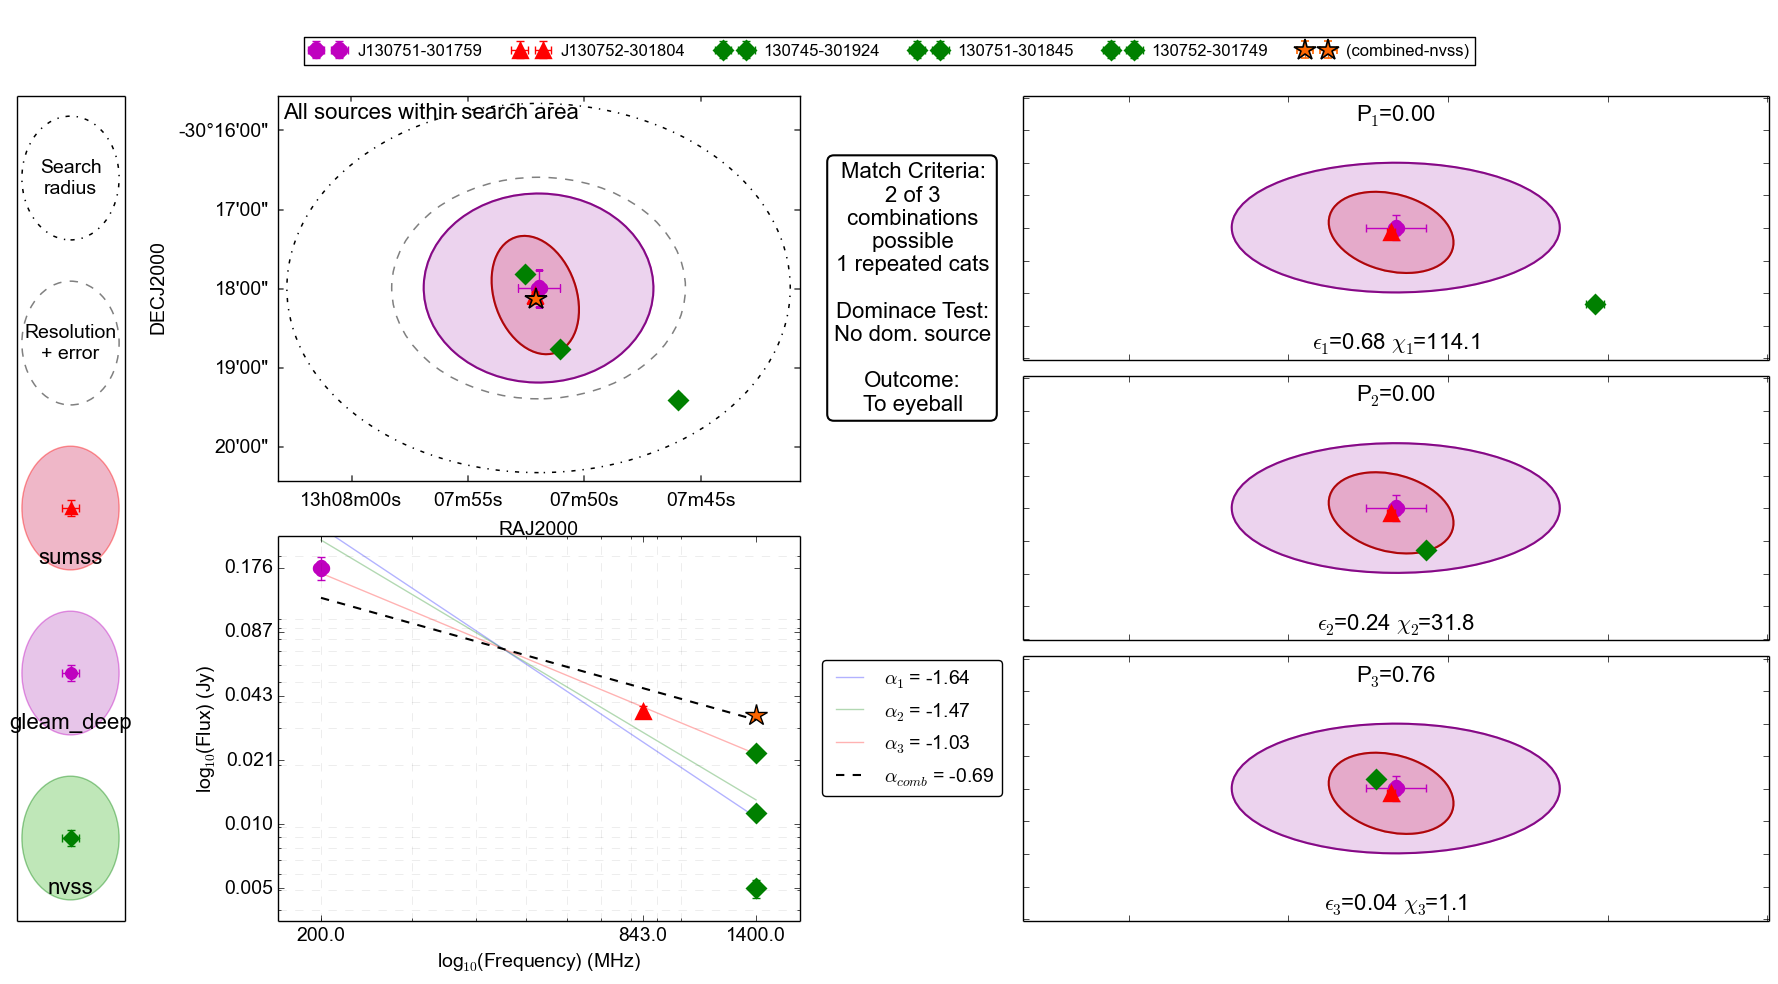 J130751-301759 J130752-301804 130745-301924 130751-301845 130752-301749 (combined-nvss)
Search
radius
Resolution
+ error
sumss
gleam_deep
nvss
All sources within search area
-30°16'00"
17'00"
18'00"
19'00"
20'00"
DECJ2000
13h08m00s 07m55s 07m50s 07m45s
RAJ2000
Match Criteria:
2 of 3
combinations
possible
1 repeated cats
Dominace Test:
No dom. source
Outcome:
To eyeball
0.176
0.087
0.043
0.021
0.010
0.005
log10(Flux) (Jy)
200.0 843.0 1400.0
log10(Frequency) (MHz)
α1 = -1.64
α2 = -1.47
α3 = -1.03
αcomb = -0.69
P1=0.00
ϵ1=0.68 χ1=114.1
P2=0.00
ϵ2=0.24 χ2=31.8
P3=0.76
ϵ3=0.04 χ3=1.1